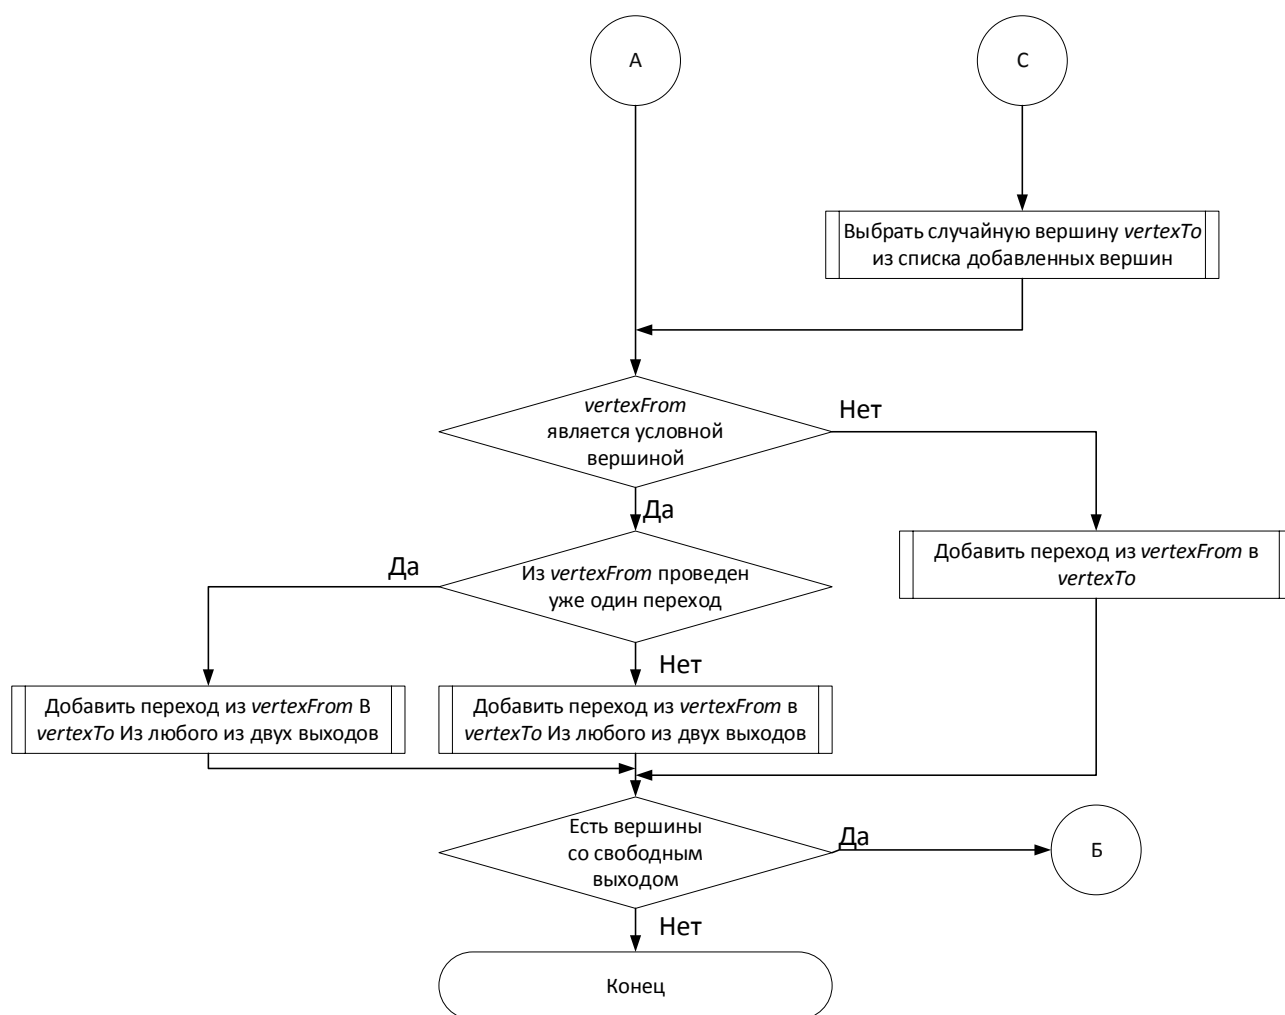 А
С
Выбрать случайную вершину vertexTo
из списка добавленных вершин
vertexFrom
является условной
вершиной
Нет
Да
Из vertexFrom проведен
уже один переход
Да
Добавить переход из vertexFrom в
vertexTo
Нет
Добавить переход из vertexFrom В
vertexTo Из любого из двух выходов
Добавить переход из vertexFrom в
vertexTo Из любого из двух выходов
Есть вершины
со свободным
выходом
Да
Б
Нет
Конец